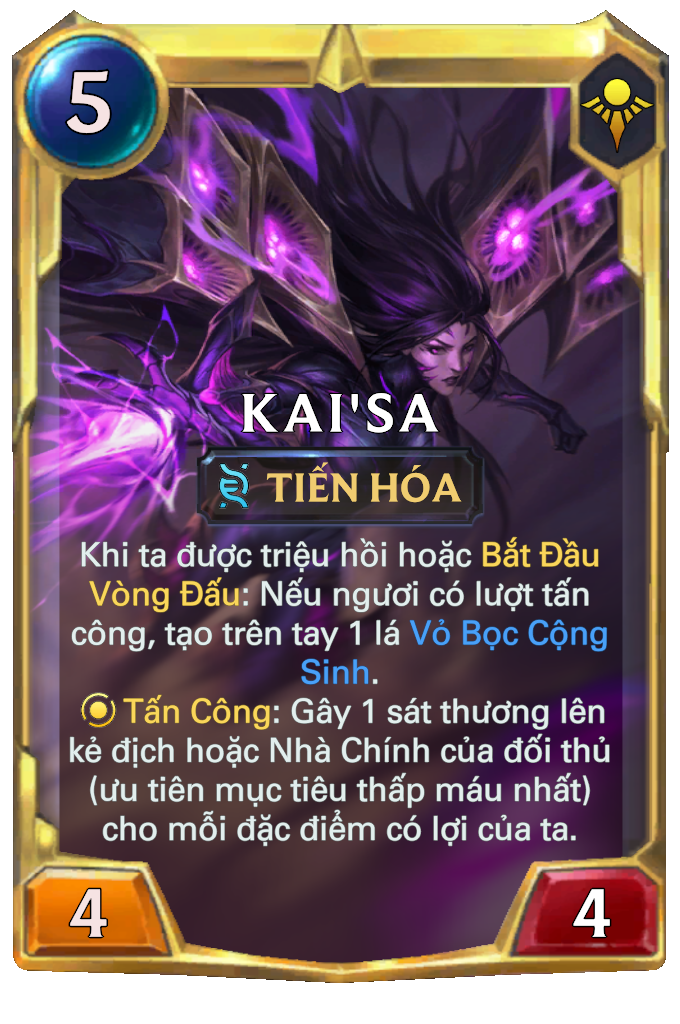 5
KAI'SA
TIẾN HÓA
Khi ta được triệu hồi hoặc Bắt Đầu
Vòng Đấu: Nếu ngươi có lượt tấn
công, tạo trên tay 1 lá Vỏ Bọc Cộng
Sinh.
Tấn Công: Gây 1 sát thương lên
kẻ địch hoặc Nhà Chính của đối thủ
(ưu tiên mục tiêu thấp máu nhất)
cho mỗi đặc điểm có lợi của ta.
4
4